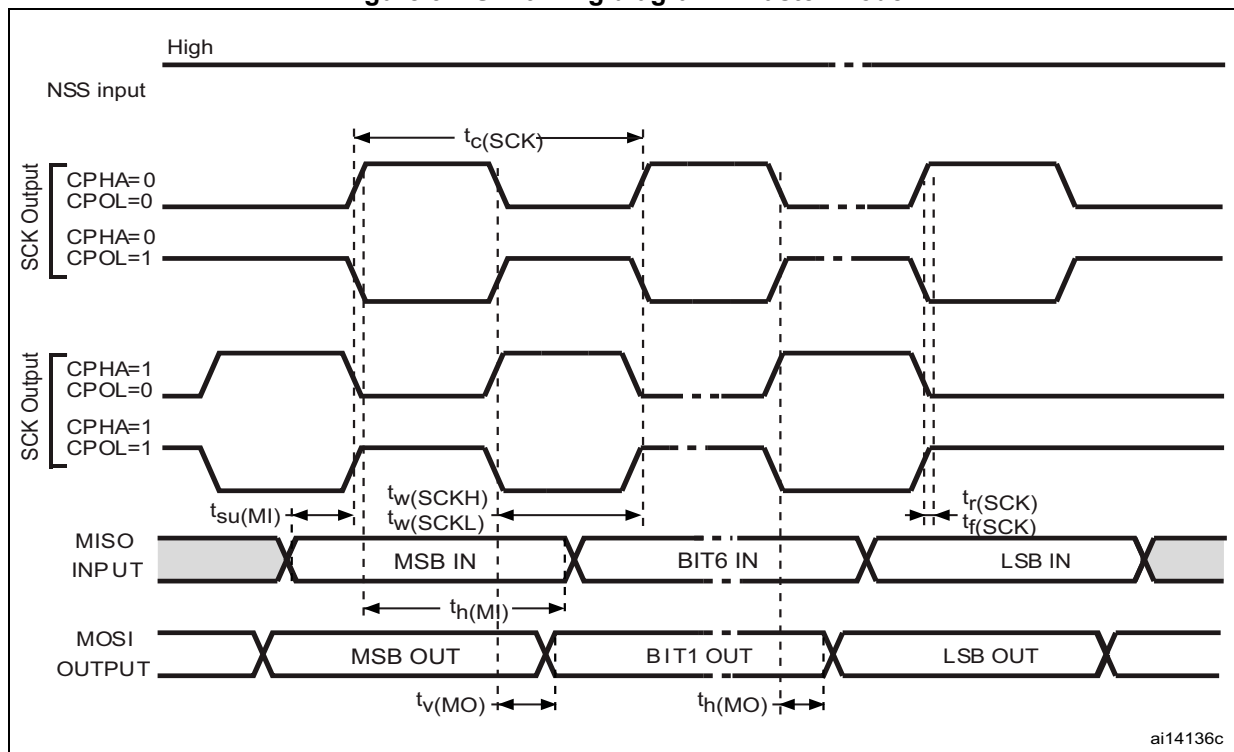 High
NSS input
tc(SCK)
SCK Output
CPHA=0
CPOL=0
CPHA=0
CPOL=1
SCK Output
CPHA=1
CPOL=0
CPHA=1
CPOL=1
tsu(MI)
tw(SCKH)
tw(SCKL)
tr(SCK)
tf(SCK)
MISO
INPUT
MSB IN
BIT6 IN
LSB IN
th(MI)
MOSI
OUTPUT
MSB OUT
BIT1 OUT
LSB OUT
tv(MO)
th(MO)
ai14136c